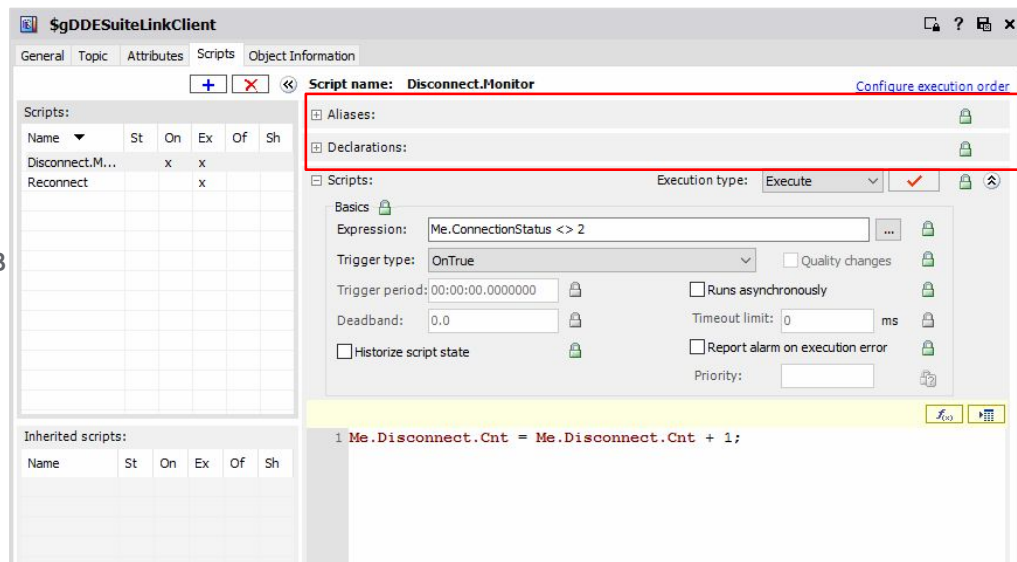 $gDDESuiteLinkClient
?
General Topic Attributes Scripts Object Information
Script name: Disconnect.Monitor Configure execution order
Scripts:
Name St On Ex Of Sh
Disconnect.M... x x
Reconnect x
Aliases:
Declarations:
Scripts: Execution type: Execute
Basics
Expression: Me.ConnectionStatus <> 2 ...
Trigger type: OnTrue Quality changes
Trigger period: 00:00:00.0000000 Runs asynchronously
Deadband: 0.0 Timeout limit: 0 ms
Historize script state Report alarm on execution error
Priority:
f(x)
1 Me.Disconnect.Cnt = Me.Disconnect.Cnt + 1;
Inherited scripts:
Name St On Ex Of Sh